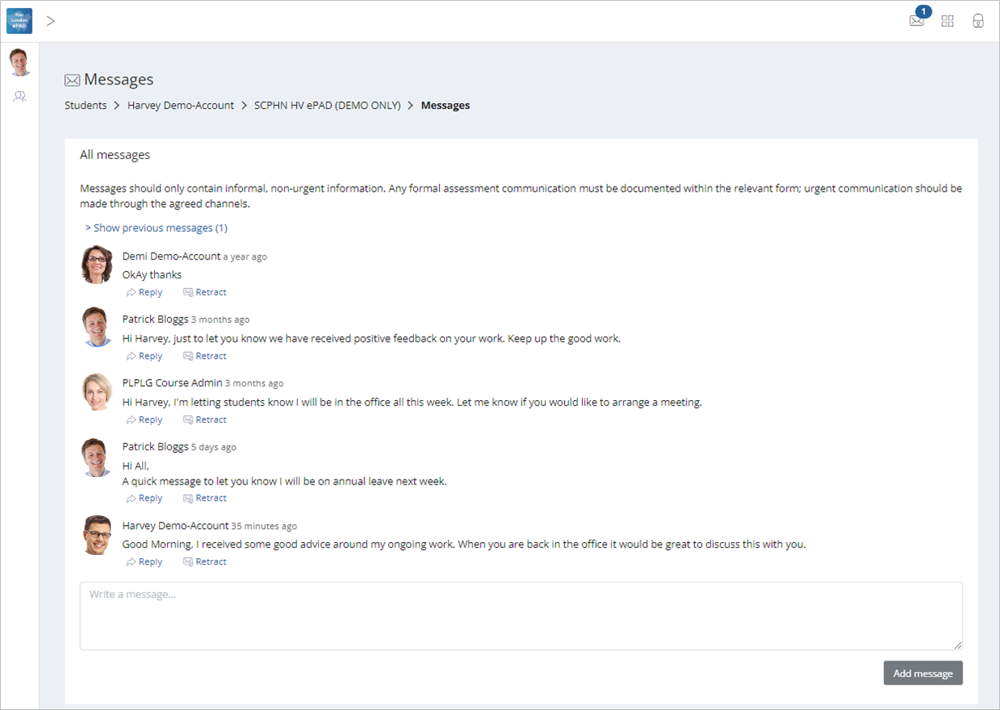 Pan
London
ePAD
>
1
Messages
Students > Harvey Demo-Account > SCPHN HV ePAD (DEMO ONLY) > Messages
All messages
Messages should only contain informal, non-urgent information. Any formal assessment communication must be documented within the relevant form; urgent communication should be
made through the agreed channels.
> Show previous messages (1)
Demi Demo-Account a year ago
OkAy thanks
Reply Retract
Patrick Bloggs 3 months ago
Hi Harvey, just to let you know we have received positive feedback on your work. Keep up the good work.
Reply Retract
PLPLG Course Admin 3 months ago
Hi Harvey, I'm letting students know I will be in the office all this week. Let me know if you would like to arrange a meeting.
Reply Retract
Patrick Bloggs 5 days ago
Hi All,
A quick message to let you know I will be on annual leave next week.
Reply Retract
Harvey Demo-Account 35 minutes ago
Good Morning, I received some good advice around my ongoing work. When you are back in the office it would be great to discuss this with you.
Reply Retract
Write a message...
Add message